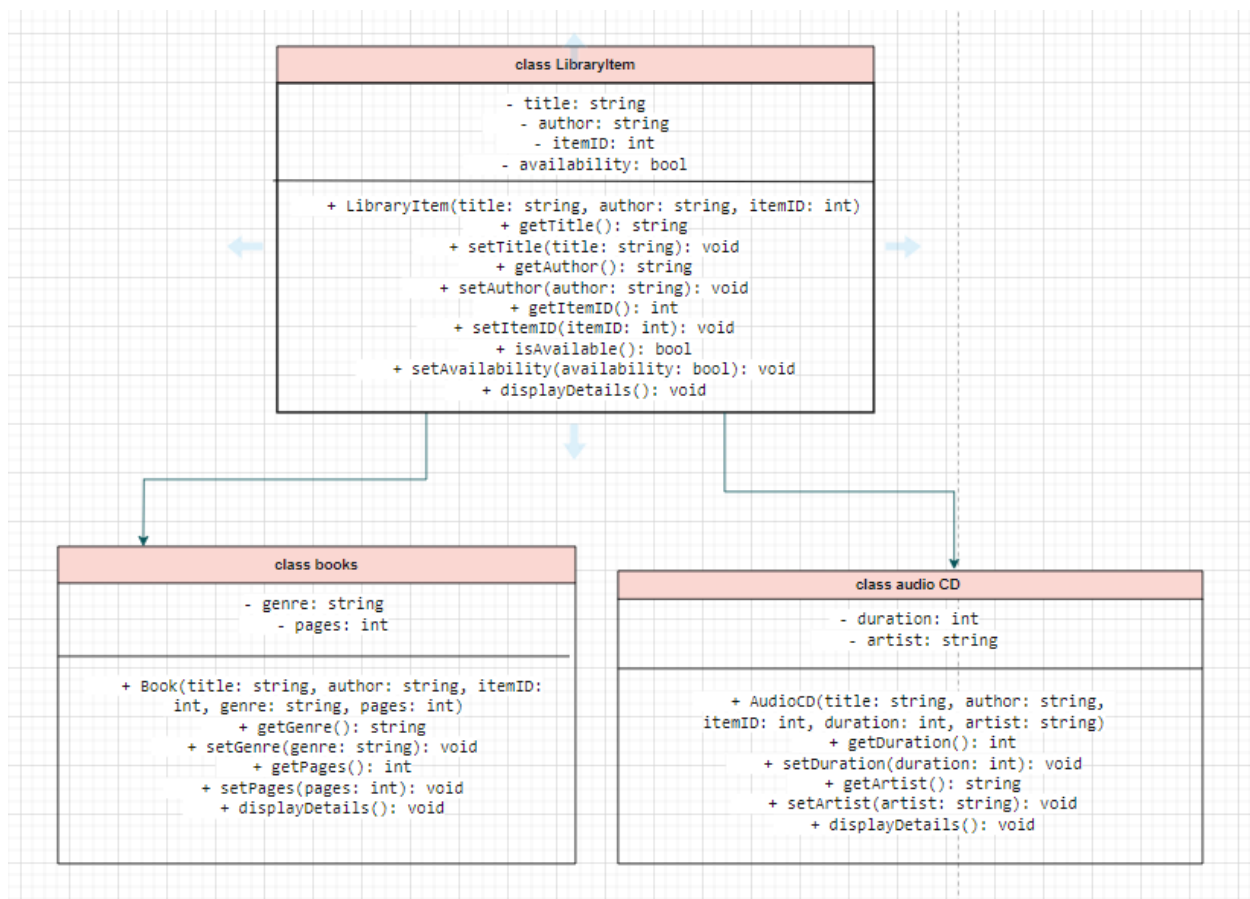 class LibraryItem
- title: string
- author: string
- itemID: int
- availability: bool
+ LibraryItem(title: string, author: string, itemID: int)
+ getTitle(): string
+ setTitle(title: string): void
+ getAuthor(): string
+ setAuthor(author: string): void
+ getItemID(): int
+ setItemID(itemID: int): void
+ isAvailable(): bool
+ setAvailability(availability: bool): void
+ displayDetails(): void
class books
- genre: string
- pages: int
+ Book(title: string, author: string, itemID:
int, genre: string, pages: int)
+ getGenre(): string
+ setGenre(genre: string): void
+ getPages(): int
+ setPages(pages: int): void
+ displayDetails(): void
class audio CD
- duration: int
- artist: string
+ AudioCD(title: string, author: string,
itemID: int, duration: int, artist: string)
+ getDuration(): int
+ setDuration(duration: int): void
+ getArtist(): string
+ setArtist(artist: string): void
+ displayDetails(): void